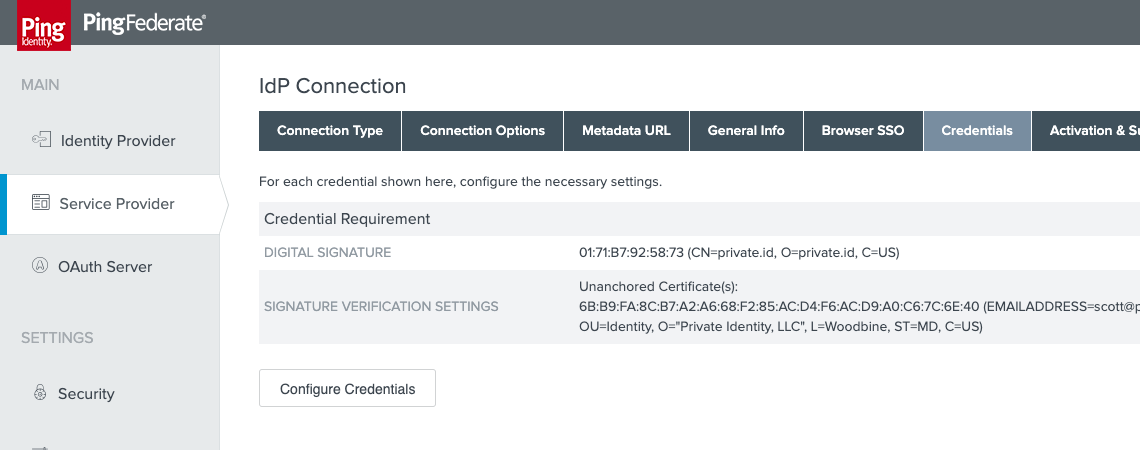 Ping
Identity.
PingFederate®
MAIN
Identity Provider
Service Provider
OAuth Server
SETTINGS
Security
IdP Connection
Connection Type Connection Options Metadata URL General Info Browser SSO Credentials Activation & Su
For each credential shown here, configure the necessary settings.
Credential Requirement
DIGITAL SIGNATURE 01:71:B7:92:58:73 (CN=private.id, O=private.id, C=US)
SIGNATURE VERIFICATION SETTINGS Unanchored Certificate(s):
6B:B9:FA:8C:B7:A2:A6:68:F2:85:AC:D4:F6:AC:D9:A0:C6:7C:6E:40 (EMAILADDRESS=scott@p
OU=Identity, O="Private Identity, LLC", L=Woodbine, ST=MD, C=US)
Configure Credentials